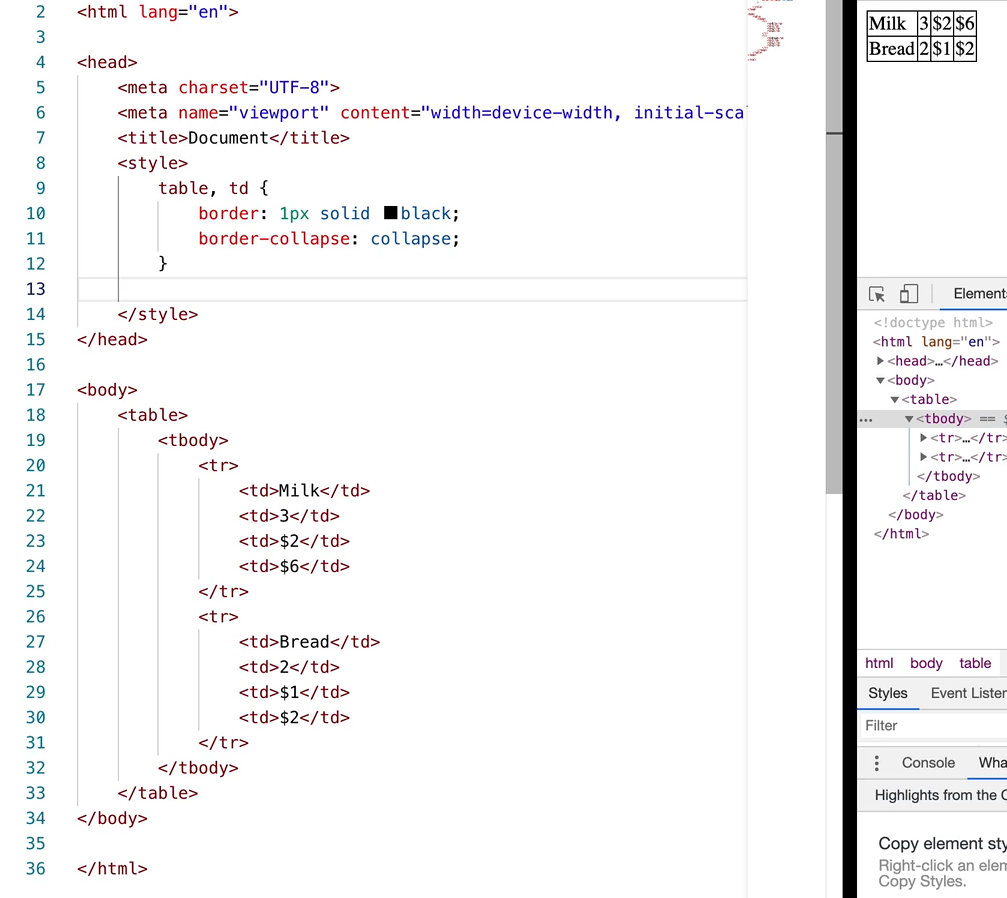 2 <html lang="en">
3
4 <head>
5 <meta charset="UTF-8">
6 <meta name="viewport" content="width=device-width, initial-sca
7 <title>Document</title>
8 <style>
9 table, td {
10 border: 1px solid black;
11 border-collapse: collapse;
12 }
13
14 </style>
15 </head>
16
17 <body>
18 <table>
19 <tbody>
20 <tr>
21 <td>Milk</td>
22 <td>3</td>
23 <td>$2</td>
24 <td>$6</td>
25 </tr>
26 <tr>
27 <td>Bread</td>
28 <td>2</td>
29 <td>$1</td>
30 <td>$2</td>
31 </tr>
32 </tbody>
33 </table>
34 </body>
35
36 </html>
Milk 3 $2 $6
Bread 2 $1 $2
Element
<!doctype html>
<html lang="en">
<head>…</head>
<body>
<table>
… <tbody> == $
<tr>…</tr>
<tr>…</tr>
</tbody>
</table>
</body>
</html>
html body table
Styles Event Lister
Filter
Console Wha
Highlights from the C
Copy element sty
Right-click an elem
Copy Styles.